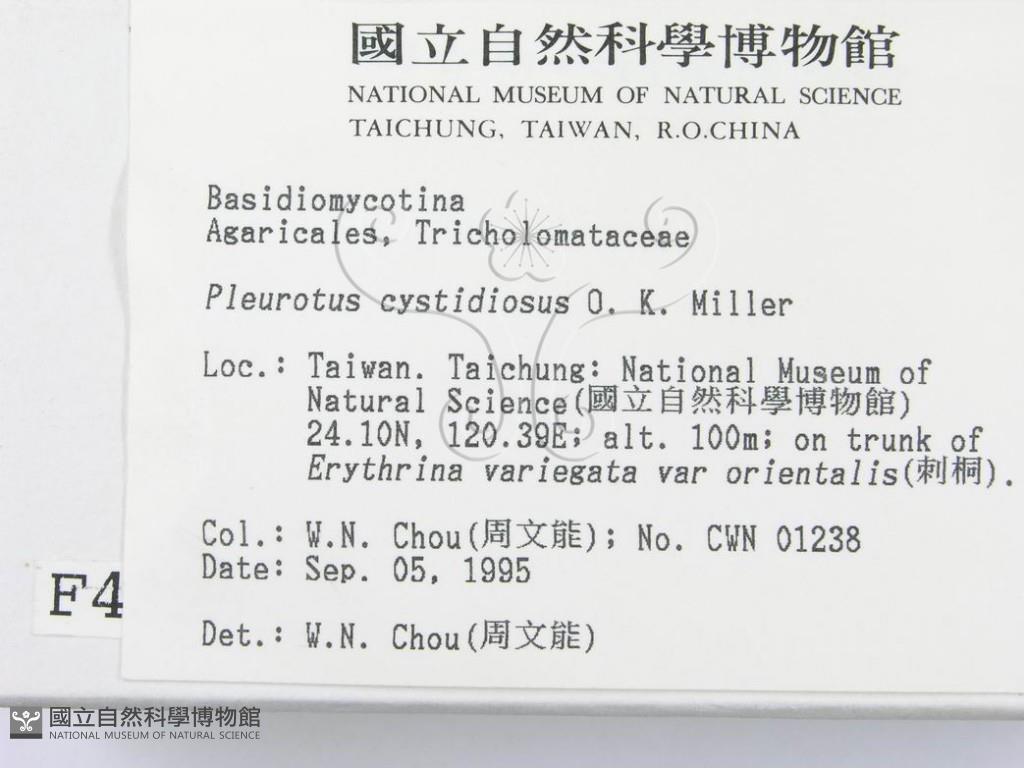 國立自然科學博物館
NATIONAL MUSEUM OF NATURAL SCIENCE
TAICHUNG, TAIWAN, R.O.CHINA
Basidiomycotina
Agaricales, Tricholomataceae
Pleurotus cystidiosus O. K. Miller
Loc.: Taiwan. Taichung: National Museum of
Natural Science(國立自然科學博物館)
24.10N, 120.39E; alt. 100m; on trunk of
Erythrina variegata var orientalis(刺桐).
Col.: W.N. Chou(周文能); No. CWN 01238
Date: Sep. 05, 1995
F4
Det.: W.N. Chou(周文能)
國立自然科學博物館
NATIONAL MUSEUM OF NATURAL SCIENCE